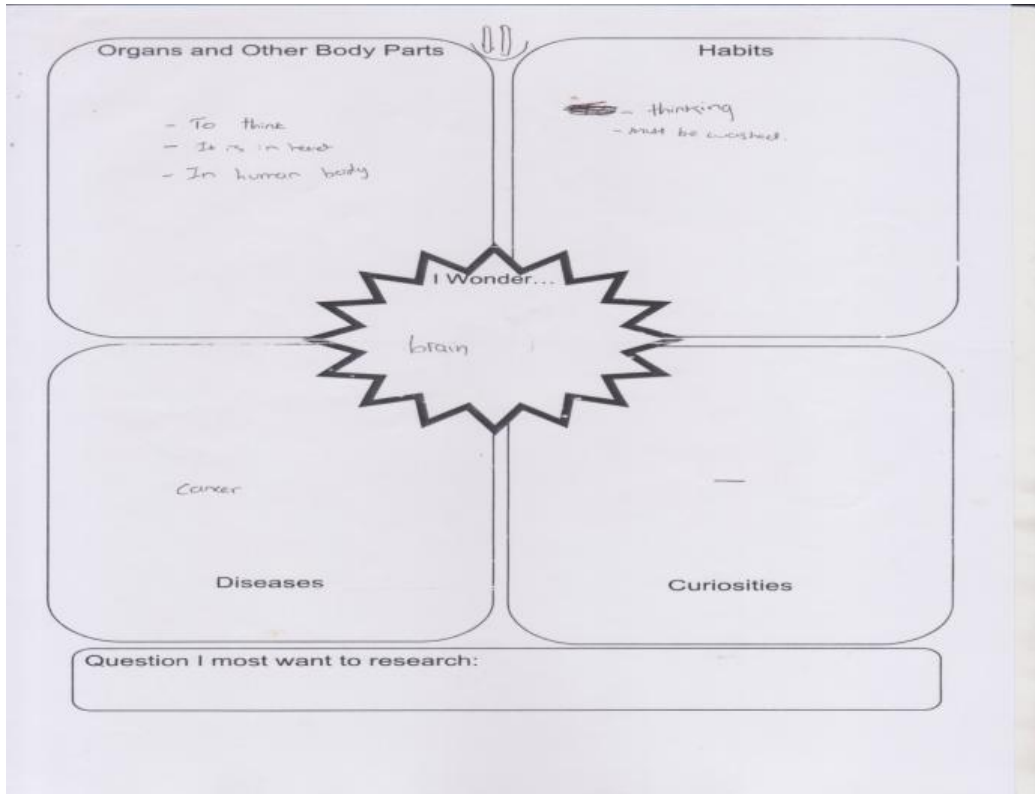 Organs and Other Body Parts
- To think
- It is in head
- In human body
Habits
- thinking
- must be washed.
I Wonder...
brain
Cancer
Diseases
—
Curiosities
Question I most want to research: